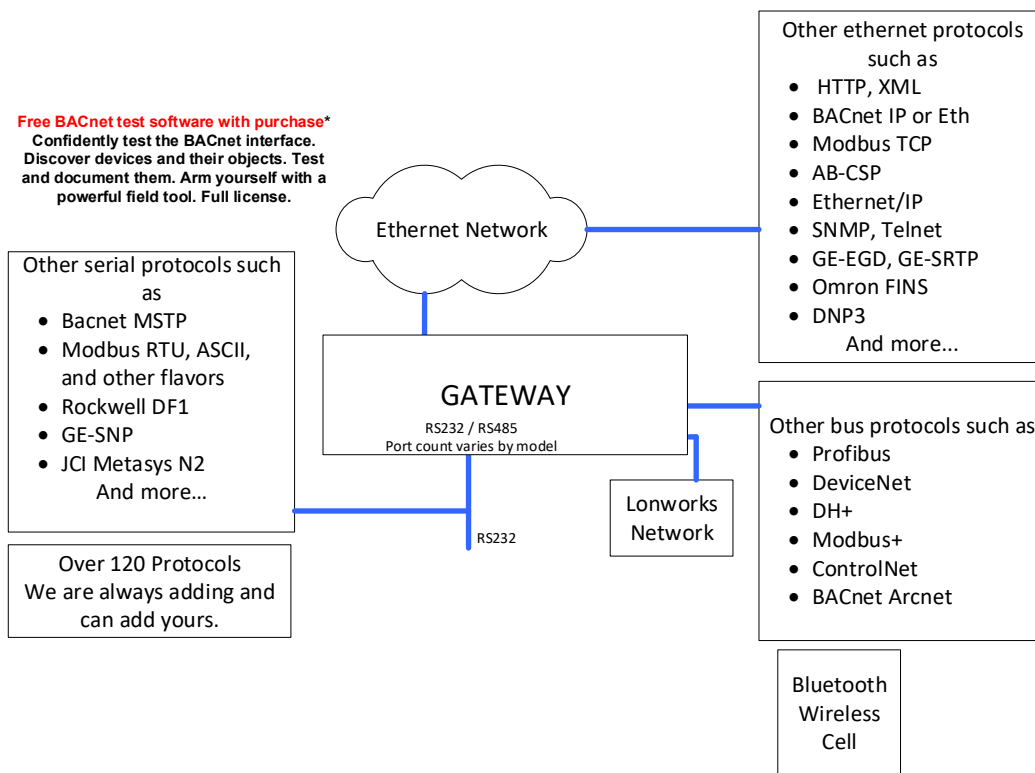 Free BACnet test software with purchase*
Confidently test the BACnet interface.
Discover devices and their objects. Test
and document them. Arm yourself with a
powerful field tool. Full license.
Other ethernet protocols
such as
• HTTP, XML
• BACnet IP or Eth
• Modbus TCP
• AB-CSP
• Ethernet/IP
• SNMP, Telnet
• GE-EGD, GE-SRTP
• Omron FINS
• DNP3
And more...
Ethernet Network
Other serial protocols such
as
• Bacnet MSTP
• Modbus RTU, ASCII,
and other flavors
• Rockwell DF1
• GE-SNP
• JCI Metasys N2
And more...
GATEWAY
RS232 / RS485
Port count varies by model
Other bus protocols such as
• Profibus
• DeviceNet
• DH+
• Modbus+
• ControlNet
• BACnet Arcnet
Lonworks
Network
RS232
Over 120 Protocols
We are always adding and
can add yours.
Bluetooth
Wireless
Cell